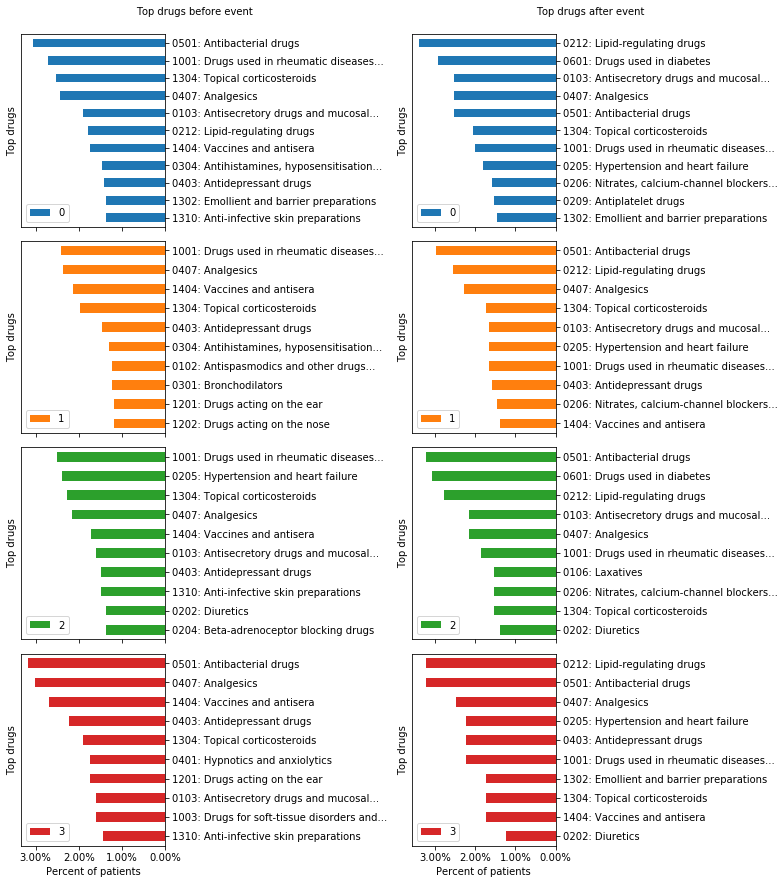 Top drugs before event
Top drugs
0501: Antibacterial drugs
1001: Drugs used in rheumatic diseases...
1304: Topical corticosteroids
0407: Analgesics
0103: Antisecretory drugs and mucosal...
0212: Lipid-regulating drugs
1404: Vaccines and antisera
0304: Antihistamines, hyposensitisation...
0403: Antidepressant drugs
1302: Emollient and barrier preparations
1310: Anti-infective skin preparations
0
Top drugs
1001: Drugs used in rheumatic diseases...
0407: Analgesics
1404: Vaccines and antisera
1304: Topical corticosteroids
0403: Antidepressant drugs
0304: Antihistamines, hyposensitisation...
0102: Antispasmodics and other drugs...
0301: Bronchodilators
1201: Drugs acting on the ear
1202: Drugs acting on the nose
1
Top drugs
1001: Drugs used in rheumatic diseases...
0205: Hypertension and heart failure
1304: Topical corticosteroids
0407: Analgesics
1404: Vaccines and antisera
0103: Antisecretory drugs and mucosal...
0403: Antidepressant drugs
1310: Anti-infective skin preparations
0202: Diuretics
0204: Beta-adrenoceptor blocking drugs
2
Top drugs
0501: Antibacterial drugs
0407: Analgesics
1404: Vaccines and antisera
0403: Antidepressant drugs
1304: Topical corticosteroids
0401: Hypnotics and anxiolytics
1201: Drugs acting on the ear
0103: Antisecretory drugs and mucosal...
1003: Drugs for soft-tissue disorders and...
1310: Anti-infective skin preparations
3
3.00% 2.00% 1.00% 0.00%
Percent of patients
Top drugs after event
Top drugs
0212: Lipid-regulating drugs
0601: Drugs used in diabetes
0103: Antisecretory drugs and mucosal...
0407: Analgesics
0501: Antibacterial drugs
1304: Topical corticosteroids
1001: Drugs used in rheumatic diseases...
0205: Hypertension and heart failure
0206: Nitrates, calcium-channel blockers...
0209: Antiplatelet drugs
1302: Emollient and barrier preparations
0
Top drugs
0501: Antibacterial drugs
0212: Lipid-regulating drugs
0407: Analgesics
1304: Topical corticosteroids
0103: Antisecretory drugs and mucosal...
0205: Hypertension and heart failure
1001: Drugs used in rheumatic diseases...
0403: Antidepressant drugs
0206: Nitrates, calcium-channel blockers...
1404: Vaccines and antisera
1
Top drugs
0501: Antibacterial drugs
0601: Drugs used in diabetes
0212: Lipid-regulating drugs
0103: Antisecretory drugs and mucosal...
0407: Analgesics
1001: Drugs used in rheumatic diseases...
0106: Laxatives
0206: Nitrates, calcium-channel blockers...
1304: Topical corticosteroids
0202: Diuretics
2
Top drugs
0212: Lipid-regulating drugs
0501: Antibacterial drugs
0407: Analgesics
0205: Hypertension and heart failure
0403: Antidepressant drugs
1001: Drugs used in rheumatic diseases...
1302: Emollient and barrier preparations
1304: Topical corticosteroids
1404: Vaccines and antisera
0202: Diuretics
3
3.00% 2.00% 1.00% 0.00%
Percent of patients